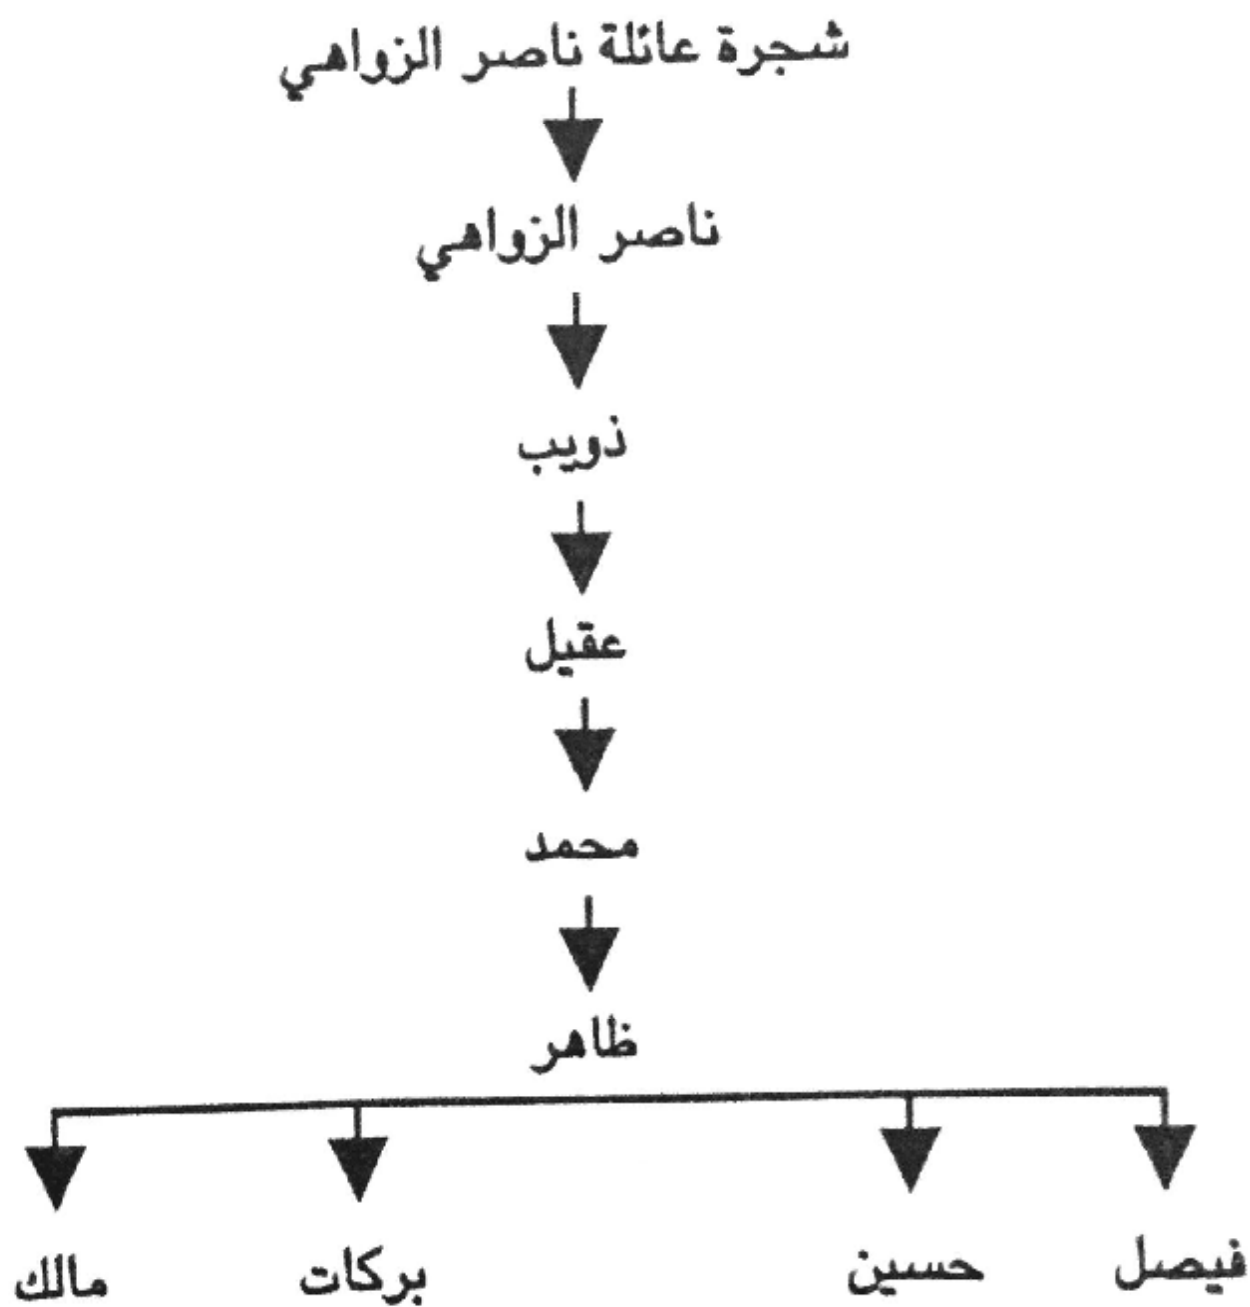 شجرة عائلة ناصر الزواهي
ناصر الزواهي
ذويب
عقيل
محمد
ظاهر
فيصل حسين بركات مالك